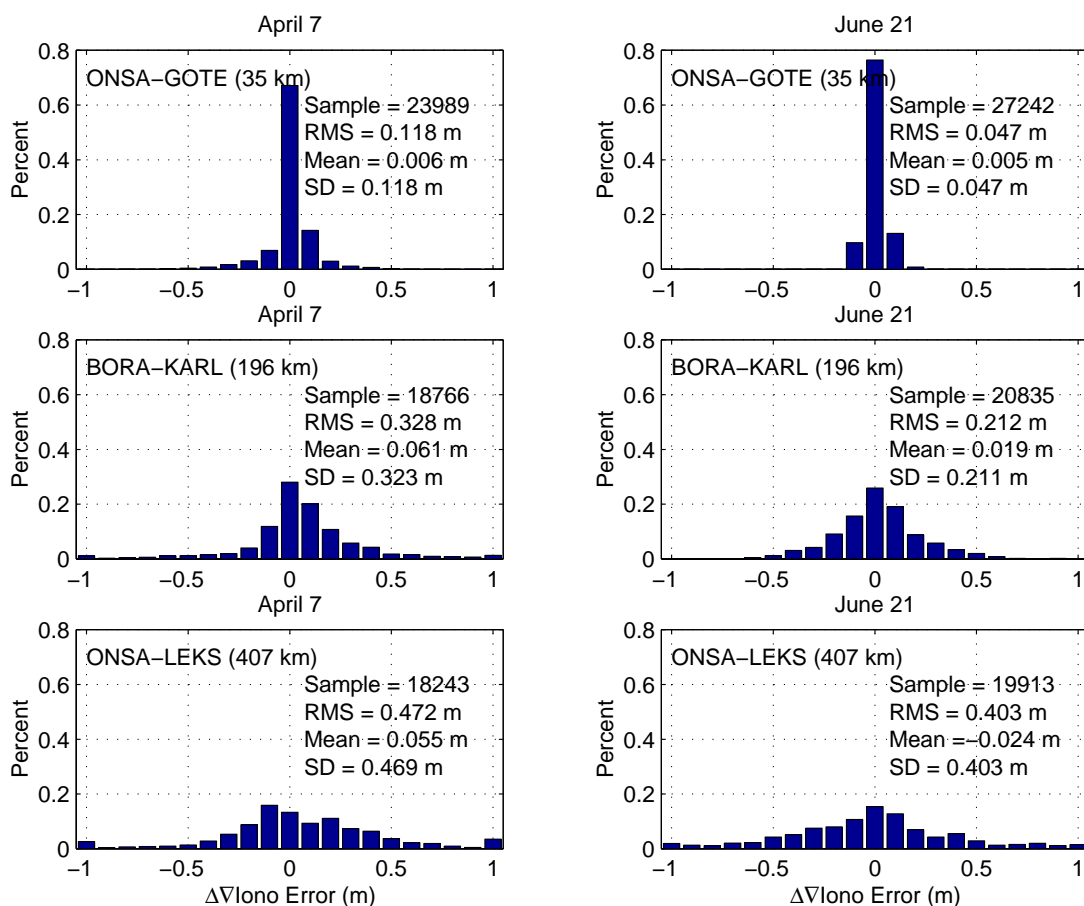 April 7
0.8
0.6
0.4
0.2
0
Percent
ONSA−GOTE (35 km)
Sample = 23989
RMS = 0.118 m
Mean = 0.006 m
SD = 0.118 m
−1 −0.5 0 0.5 1
June 21
0.8
0.6
0.4
0.2
0
Percent
ONSA−GOTE (35 km)
Sample = 27242
RMS = 0.047 m
Mean = 0.005 m
SD = 0.047 m
−1 −0.5 0 0.5 1
April 7
0.8
0.6
0.4
0.2
0
Percent
BORA−KARL (196 km)
Sample = 18766
RMS = 0.328 m
Mean = 0.061 m
SD = 0.323 m
−1 −0.5 0 0.5 1
June 21
0.8
0.6
0.4
0.2
0
Percent
BORA−KARL (196 km)
Sample = 20835
RMS = 0.212 m
Mean = 0.019 m
SD = 0.211 m
−1 −0.5 0 0.5 1
April 7
0.8
0.6
0.4
0.2
0
Percent
ONSA−LEKS (407 km)
Sample = 18243
RMS = 0.472 m
Mean = 0.055 m
SD = 0.469 m
−1 −0.5 0 0.5 1
Δ∇Iono Error (m)
June 21
0.8
0.6
0.4
0.2
0
Percent
ONSA−LEKS (407 km)
Sample = 19913
RMS = 0.403 m
Mean =−0.024 m
SD = 0.403 m
−1 −0.5 0 0.5 1
Δ∇Iono Error (m)